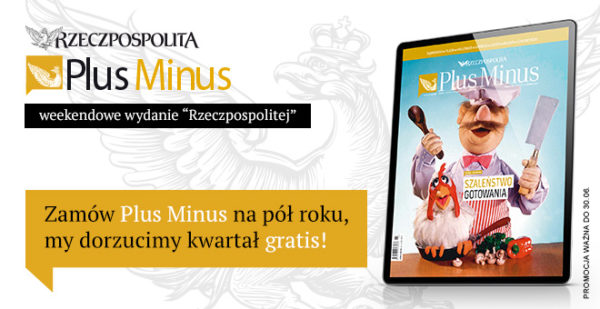 RZECZPOSPOLITA
Plus Minus
weekendowe wydanie “Rzeczpospolitej”
Zamów Plus Minus na pół roku,
my dorzucimy kwartał gratis!
RZECZPOSPOLITA
Plus Minus
SZALEŃSTWO
GOTOWANIA
PROMOCJA WAŻNA DO 30.06.